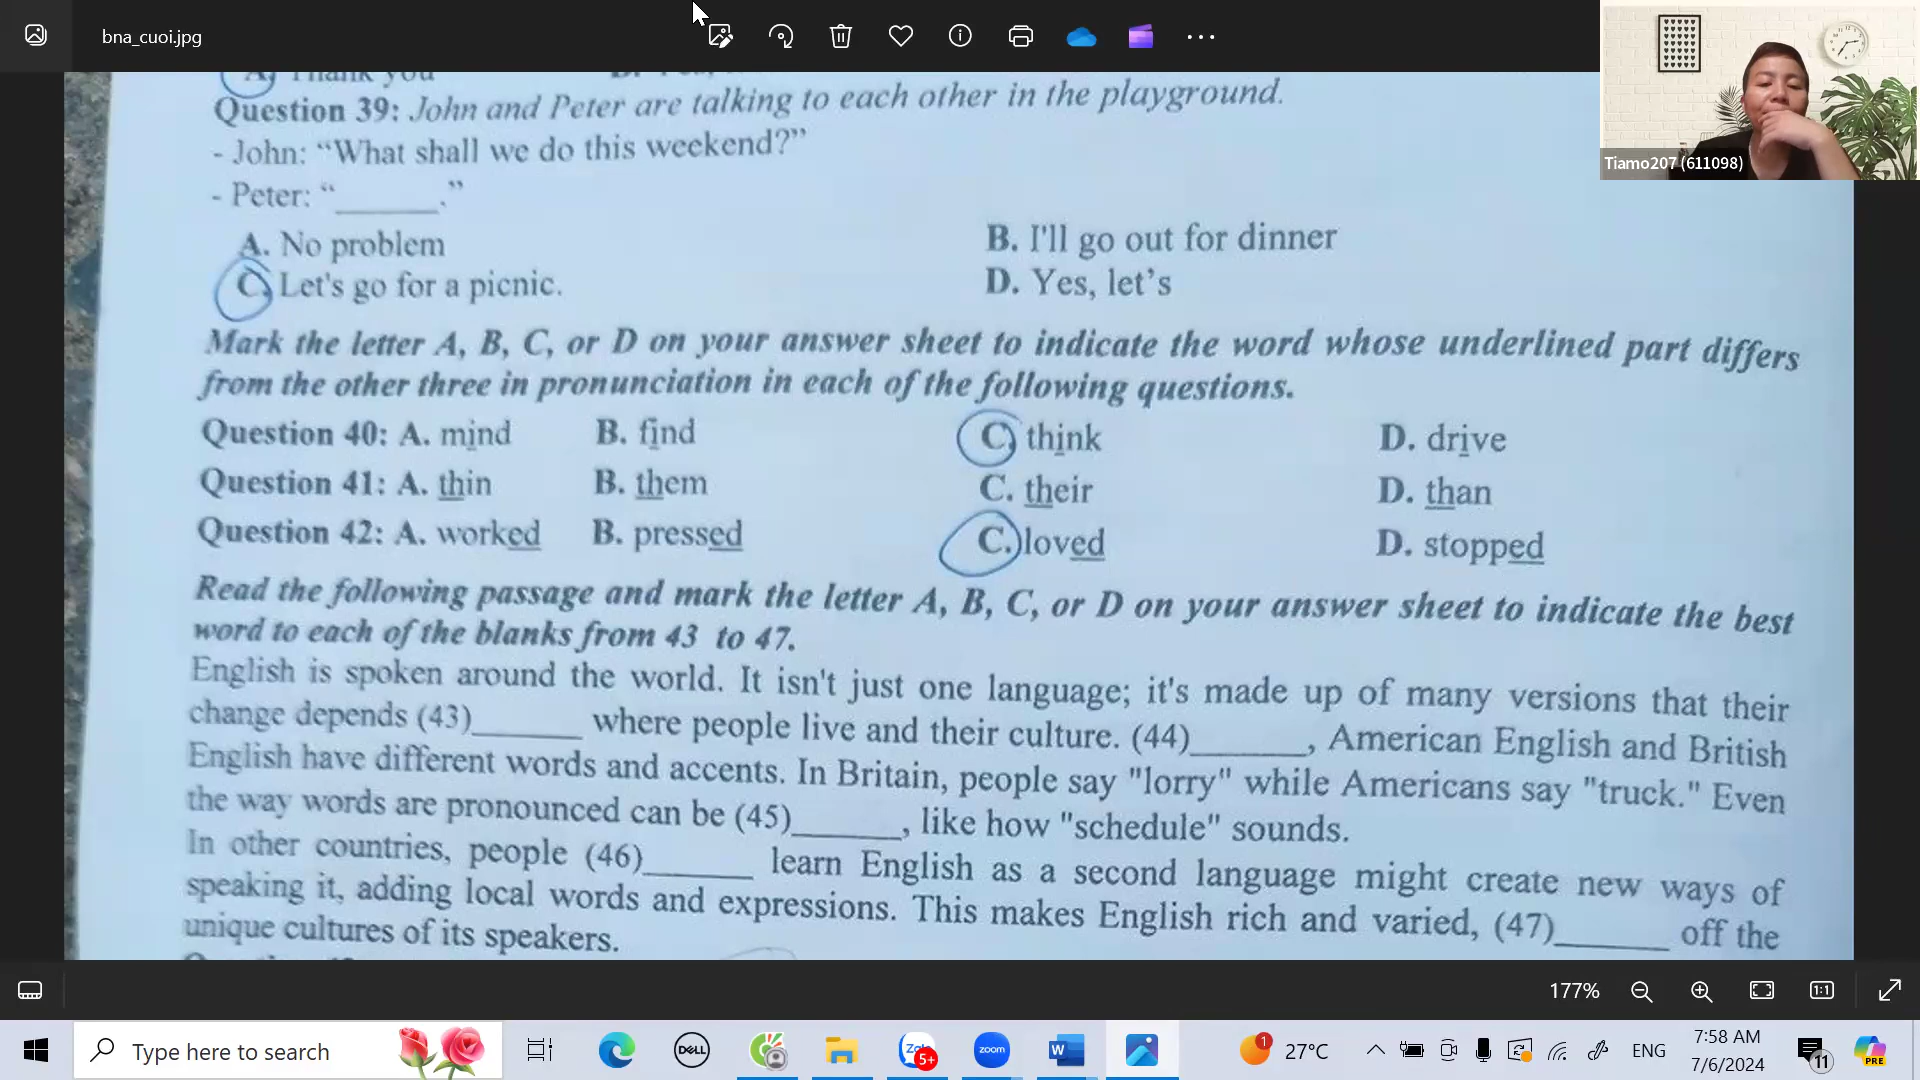 bna_cuoi.jpg
Tiamo207 (611098)
A) Thank you
Question 39: John and Peter are talking to each other in the playground.
- John: “What shall we do this weekend?”
- Peter: “______.”
A. No problem B. I'll go out for dinner
C. Let's go for a picnic. D. Yes, let’s
Mark the letter A, B, C, or D on your answer sheet to indicate the word whose underlined part differs
from the other three in pronunciation in each of the following questions.
Question 40: A. mind B. find C. think D. drive
Question 41: A. thin B. them C. their D. than
Question 42: A. worked B. pressed C. loved D. stopped
Read the following passage and mark the letter A, B, C, or D on your answer sheet to indicate the best
word to each of the blanks from 43 to 47.
English is spoken around the world. It isn't just one language; it's made up of many versions that their
change depends (43)______ where people live and their culture. (44)______, American English and British
English have different words and accents. In Britain, people say "lorry" while Americans say "truck." Even
the way words are pronounced can be (45)______, like how "schedule" sounds.
In other countries, people (46)______ learn English as a second language might create new ways of
speaking it, adding local words and expressions. This makes English rich and varied, (47)______ off the
unique cultures of its speakers.
177% 1:1
Type here to search
DELL
Zalo 5+
zoom
W
1 27°C
ENG
7:58 AM
7/6/2024
11
PRE